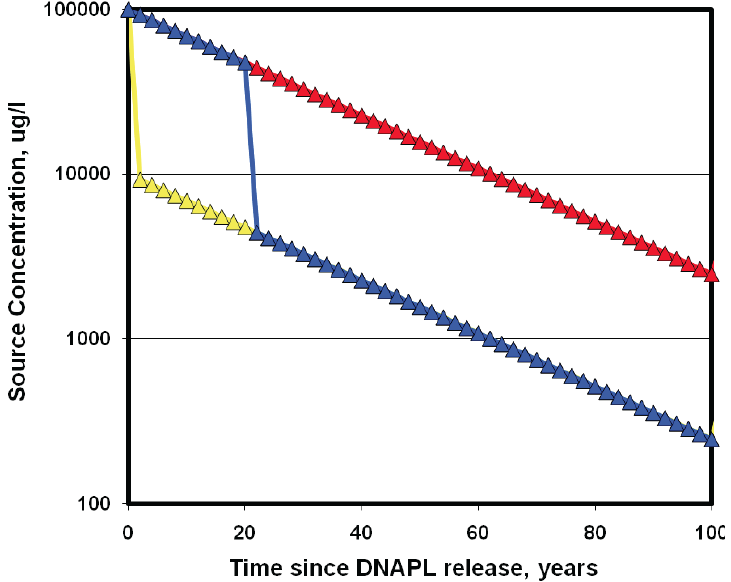 100000
10000
1000
100
Source Concentration, ug/l
0 20 40 60 80 100
Time since DNAPL release, years